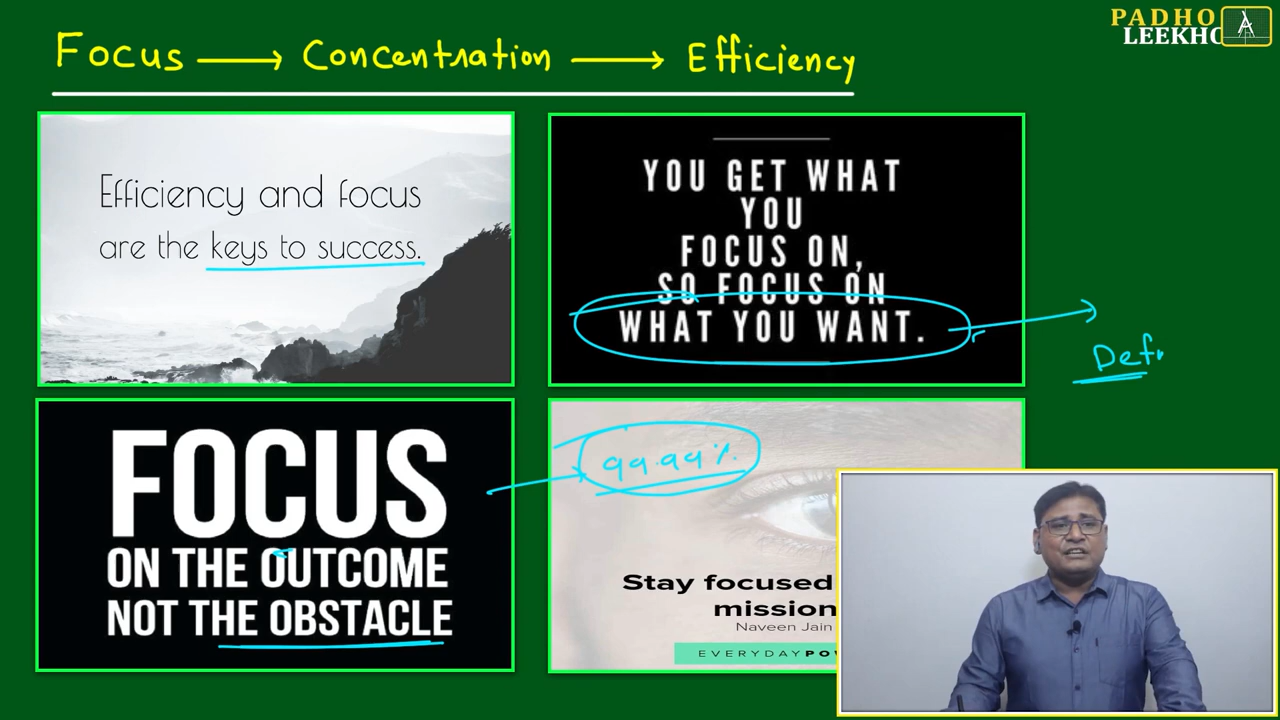 PADHO
LEEKHO
Focus → Concentration → Efficiency
Efficiency and focus
are the keys to success.
YOU GET WHAT
YOU
FOCUS ON,
SO FOCUS ON
WHAT YOU WANT.
FOCUS
ON THE OUTCOME
NOT THE OBSTACLE
99.99%
Stay focused
mission
Naveen Jain
EVERYDAY